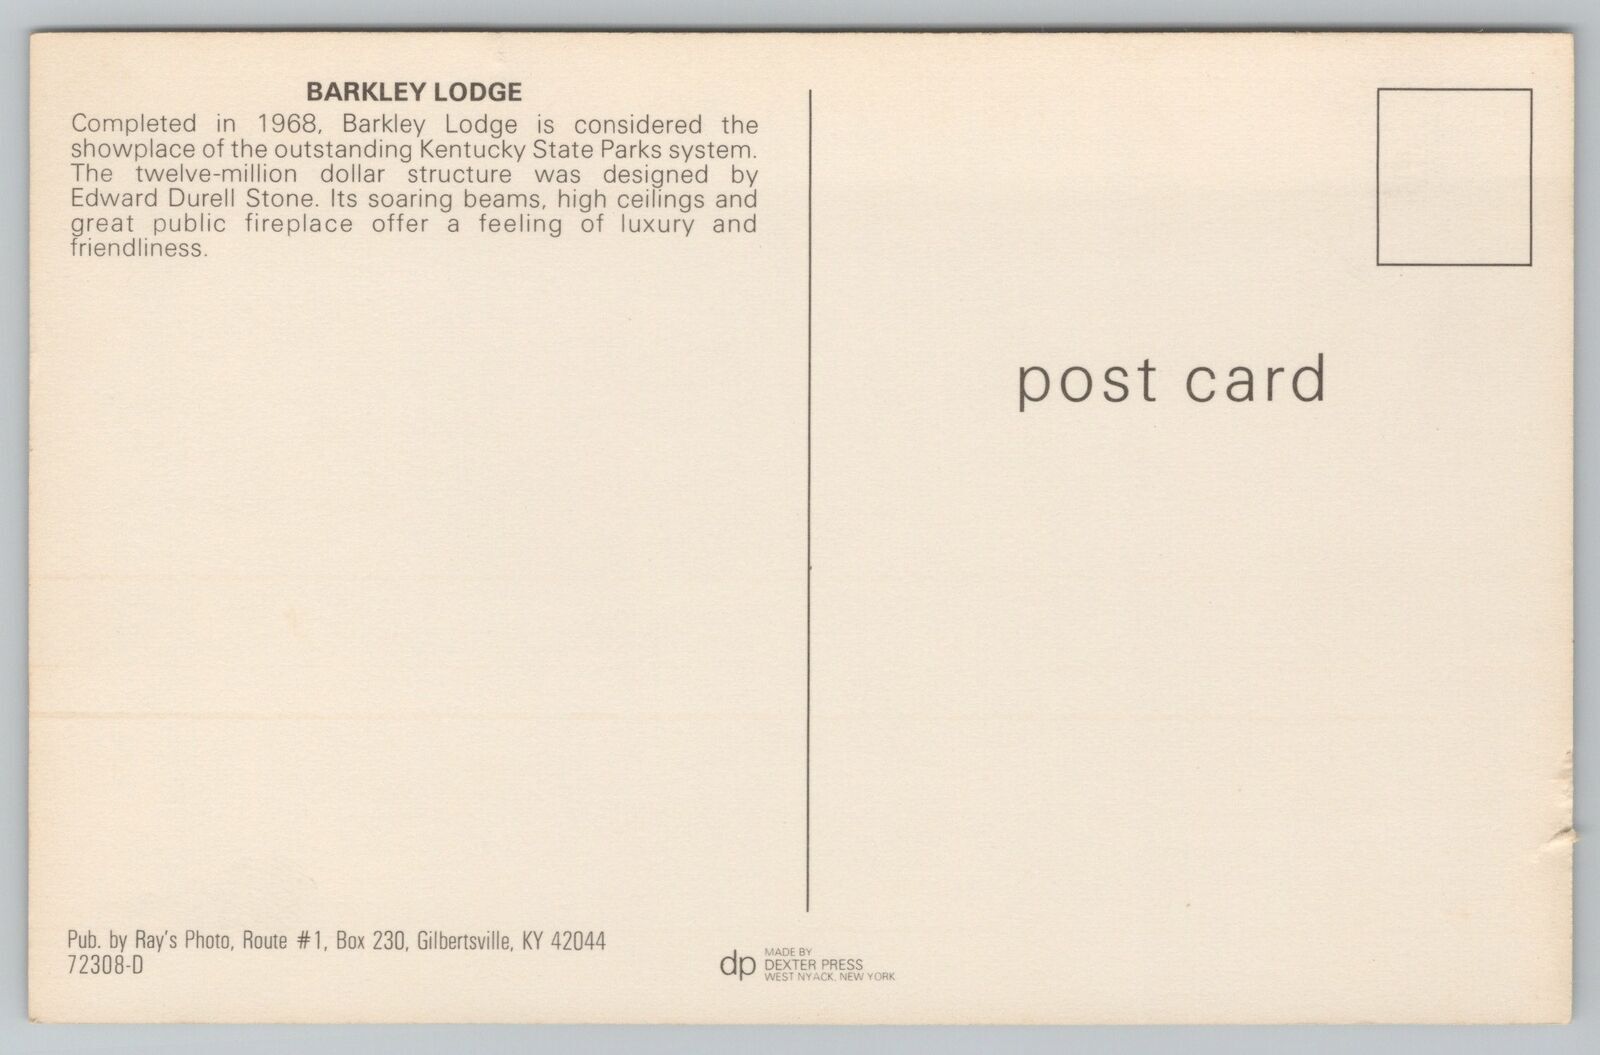 BARKLEY LODGE
Completed in 1968, Barkley Lodge is considered the
showplace of the outstanding Kentucky State Parks system.
The twelve-million dollar structure was designed by
Edward Durell Stone. Its soaring beams, high ceilings and
great public fireplace offer a feeling of luxury and
friendliness.
post card
Pub. by Ray's Photo, Route #1, Box 230, Gilbertsville, KY 42044
72308-D
dp
MADE BY
DEXTER PRESS
WEST NYACK, NEW YORK